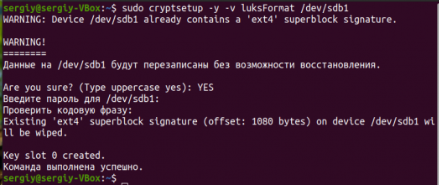 sergiy@sergiy-VBox:~$ sudo cryptsetup -y -v luksFormat /dev/sdb1
WARNING: Device /dev/sdb1 already contains a 'ext4' superblock signature.
WARNING!
========
Данные на /dev/sdb1 будут перезаписаны без возможности восстановления.
Are you sure? (Type uppercase yes): YES
Введите пароль для /dev/sdb1:
Проверить кодовую фразу:
Existing 'ext4' superblock signature (offset: 1080 bytes) on device /dev/sdb1 wi
ll be wiped.
Key slot 0 created.
Команда выполнена успешно.
sergiy@sergiy-VBox:~$